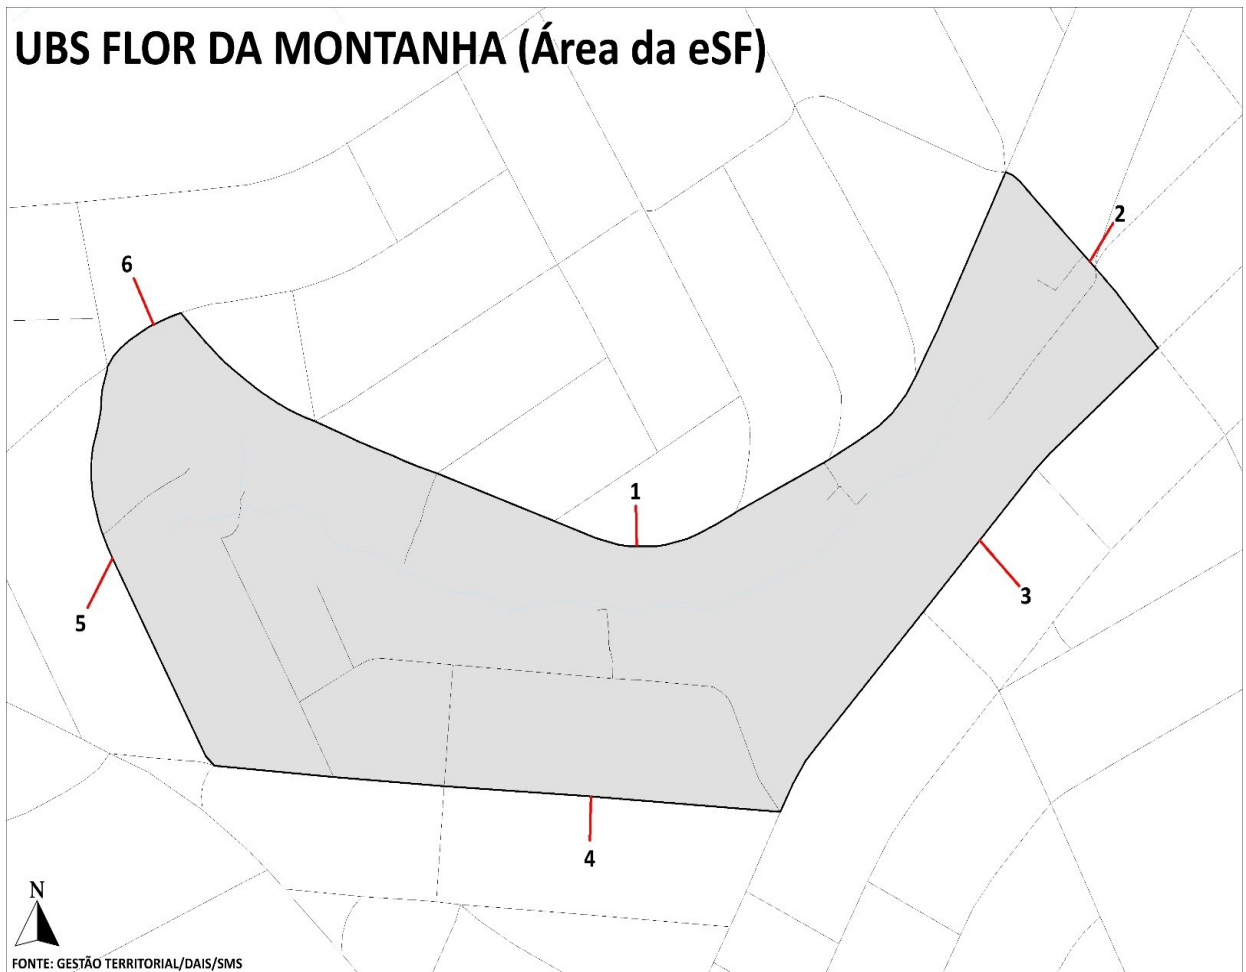 UBS FLOR DA MONTANHA (Área da eSF)
2
6
1
3
5
4
N
FONTE: GESTÃO TERRITORIAL/DAIS/SMS